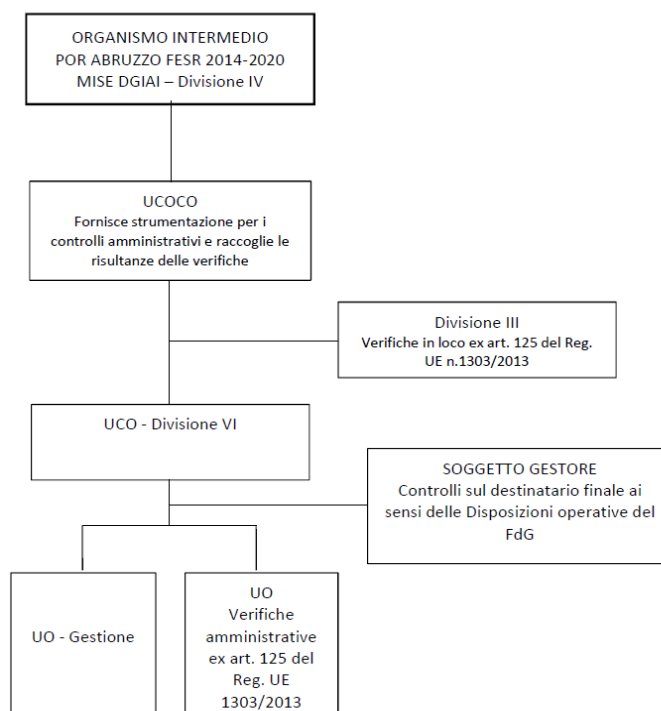 ORGANISMO INTERMEDIO
POR ABRUZZO FESR 2014-2020
MISE DGIAI – Divisione IV
UCOCO
Fornisce strumentazione per i
controlli amministrativi e raccoglie le
risultanze delle verifiche
Divisione III
Verifiche in loco ex art. 125 del Reg.
UE n.1303/2013
UCO - Divisione VI
SOGGETTO GESTORE
Controlli sul destinatario finale ai
sensi delle Disposizioni operative del
FdG
UO - Gestione
UO
Verifiche
amministrative
ex art. 125 del
Reg. UE
1303/2013